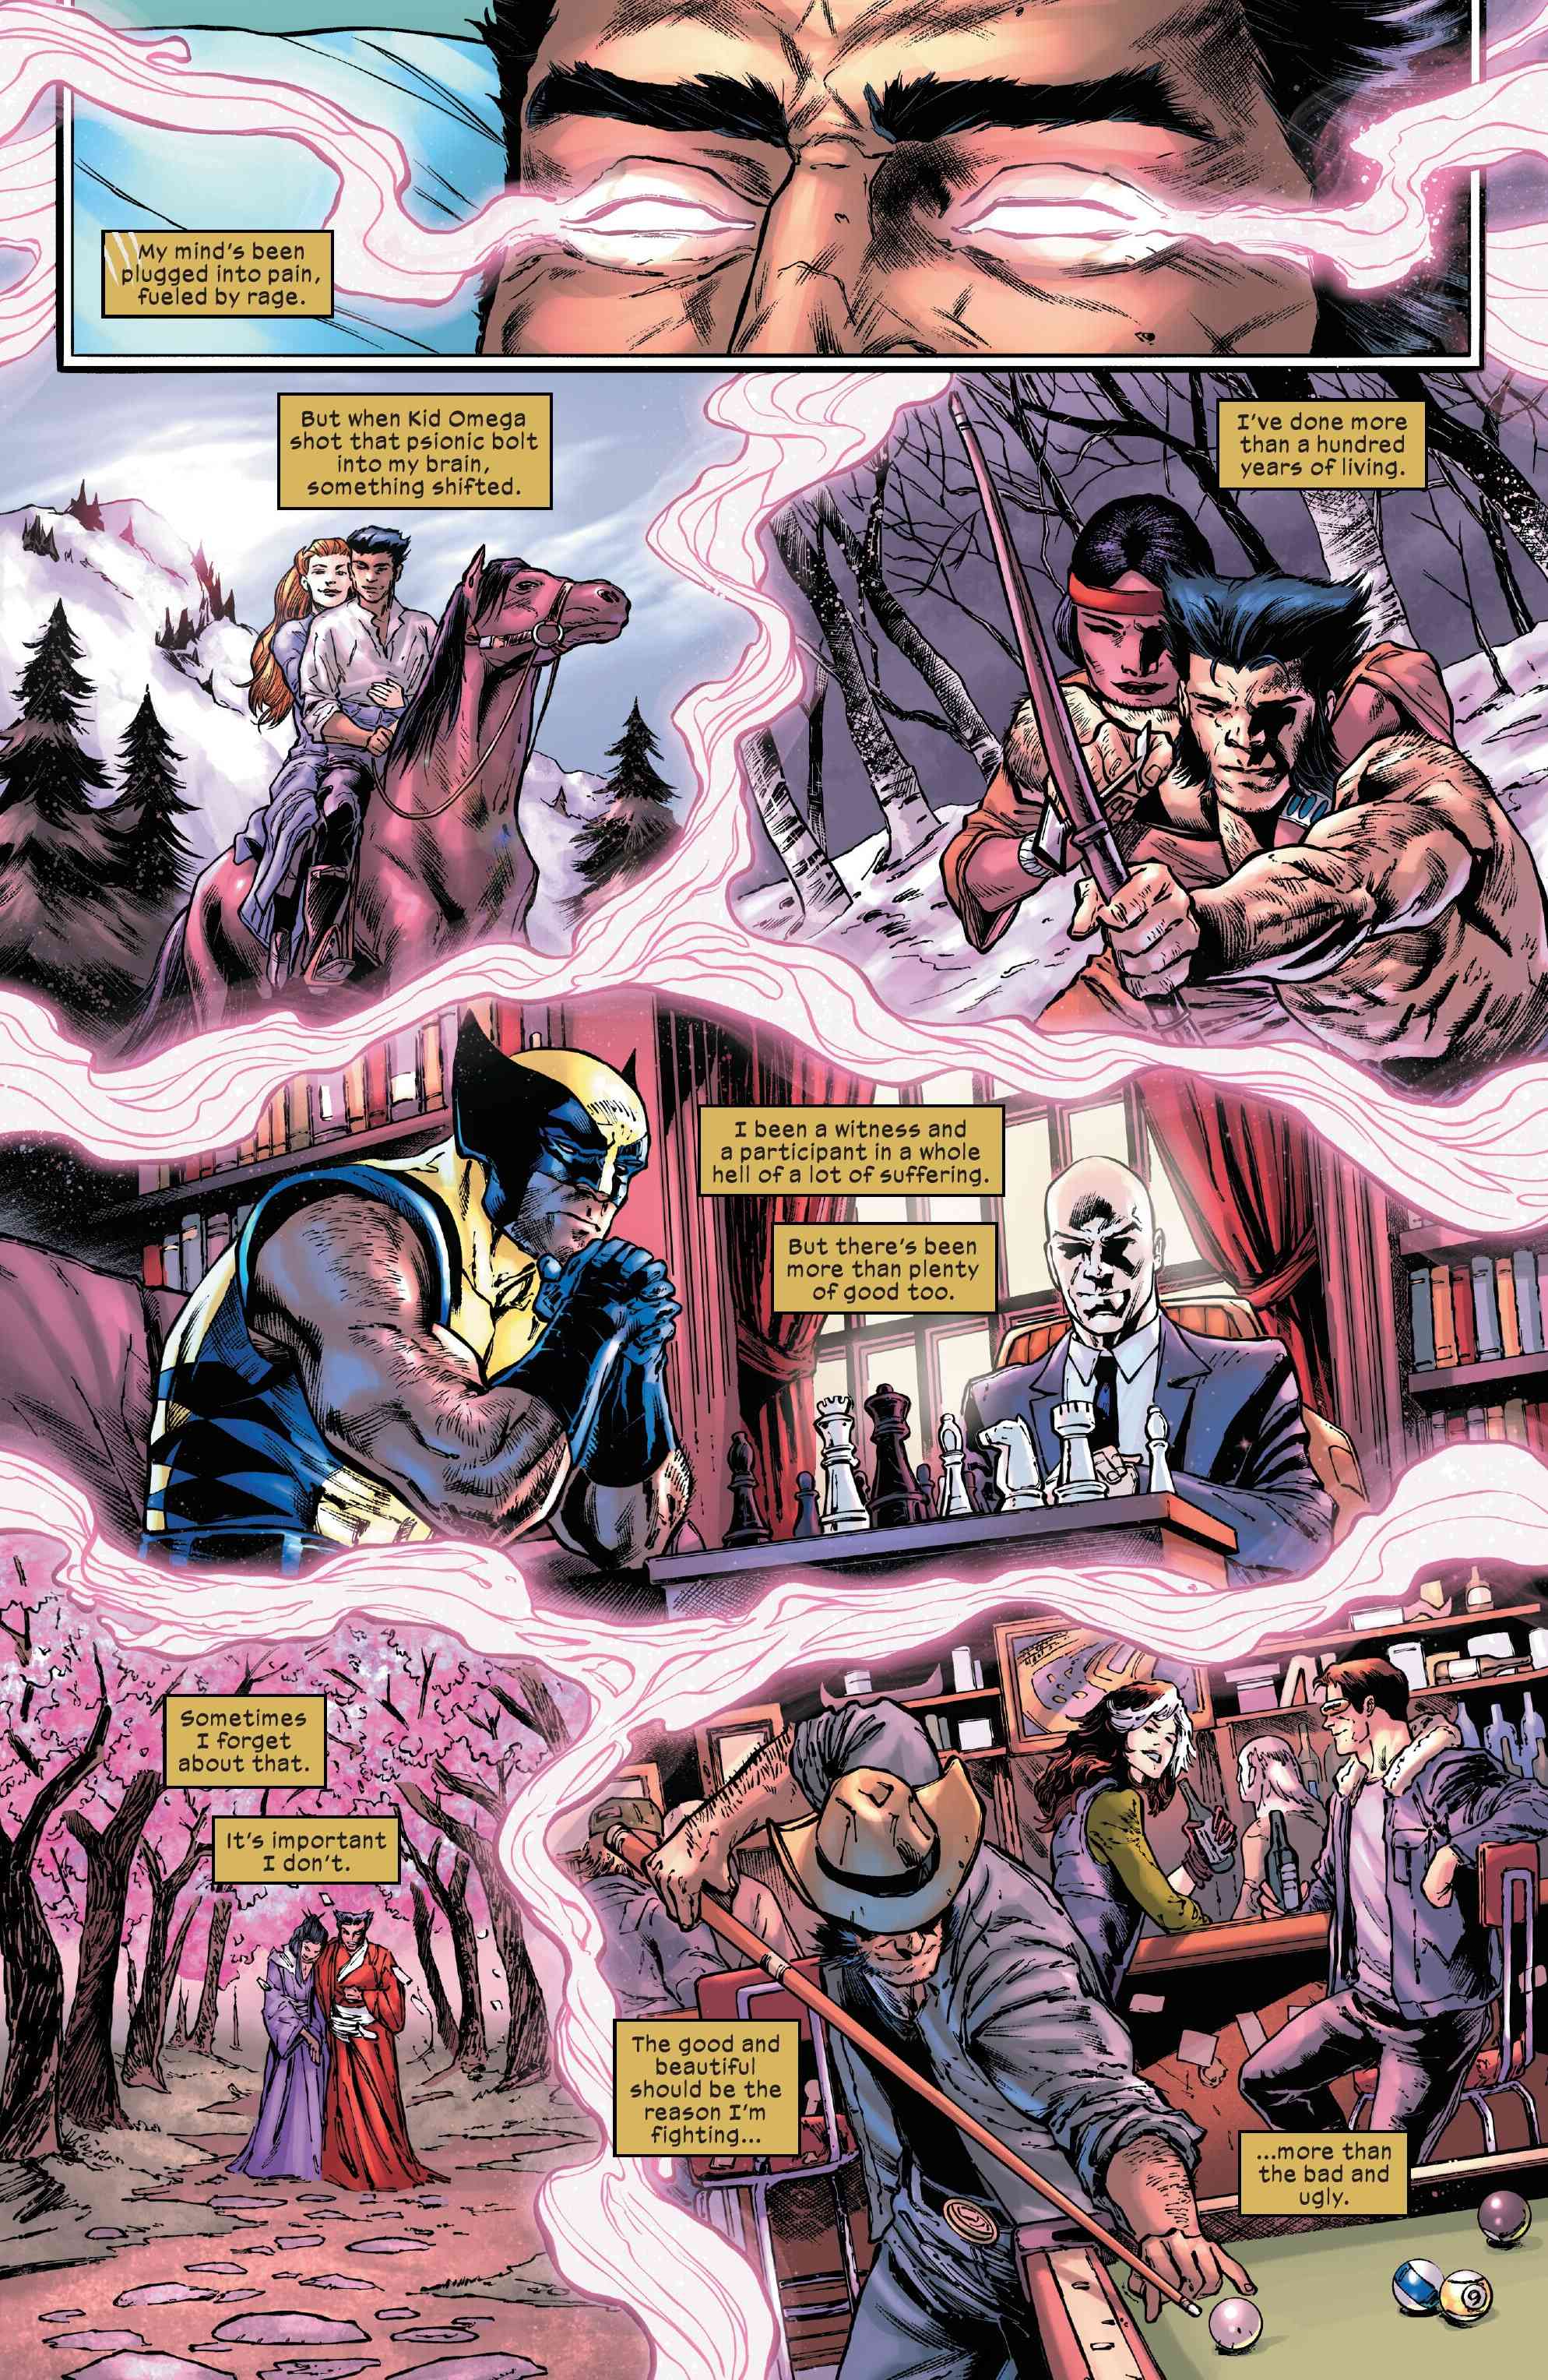 My mind's been
plugged into pain,
fueled by rage.
But when Kid Omega
shot that psionic bolt
into my brain,
something shifted.
I've done more
than a hundred
years of living.
I been a witness and
a participant in a whole
hell of a lot of suffering.
But there's been
more than plenty
of good too.
Sometimes
I forget
about that.
It's important
I don't.
The good and
beautiful
should be the
reason I'm
fighting...
...more than
the bad and
ugly.
9